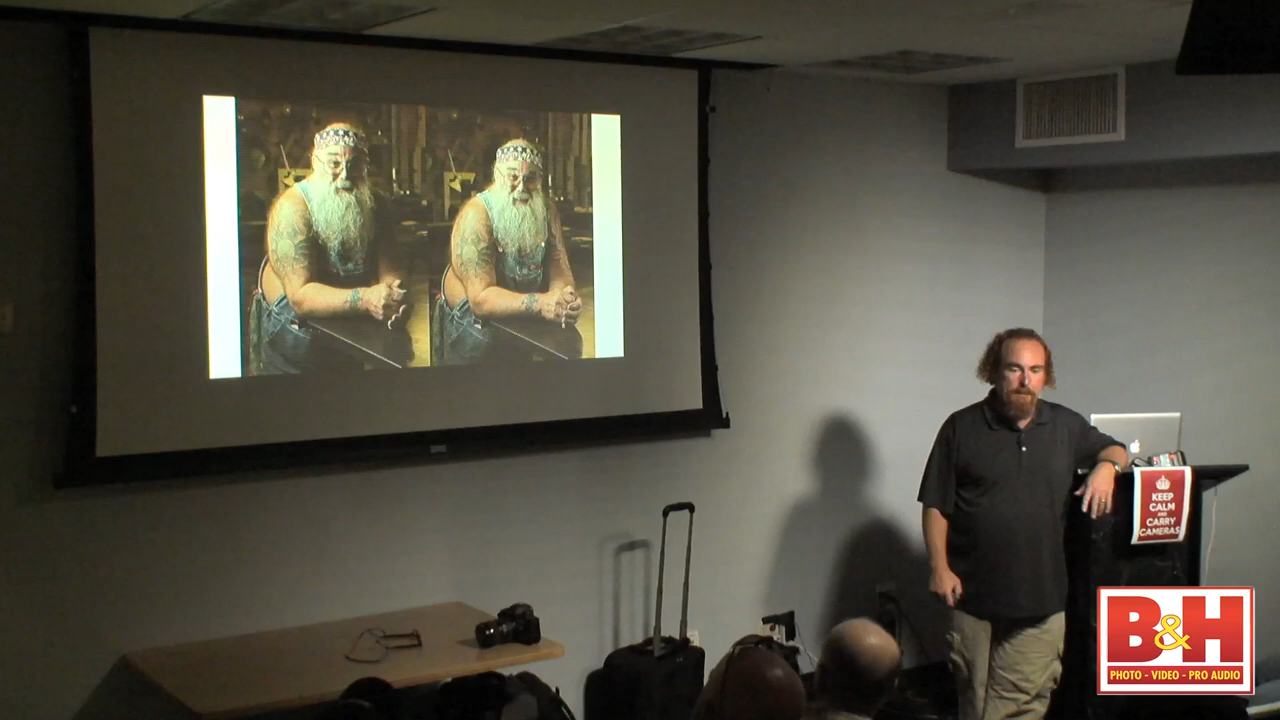 KEEP
CALM
AND
CARRY
CAMERAS
B&H
PHOTO - VIDEO - PRO AUDIO